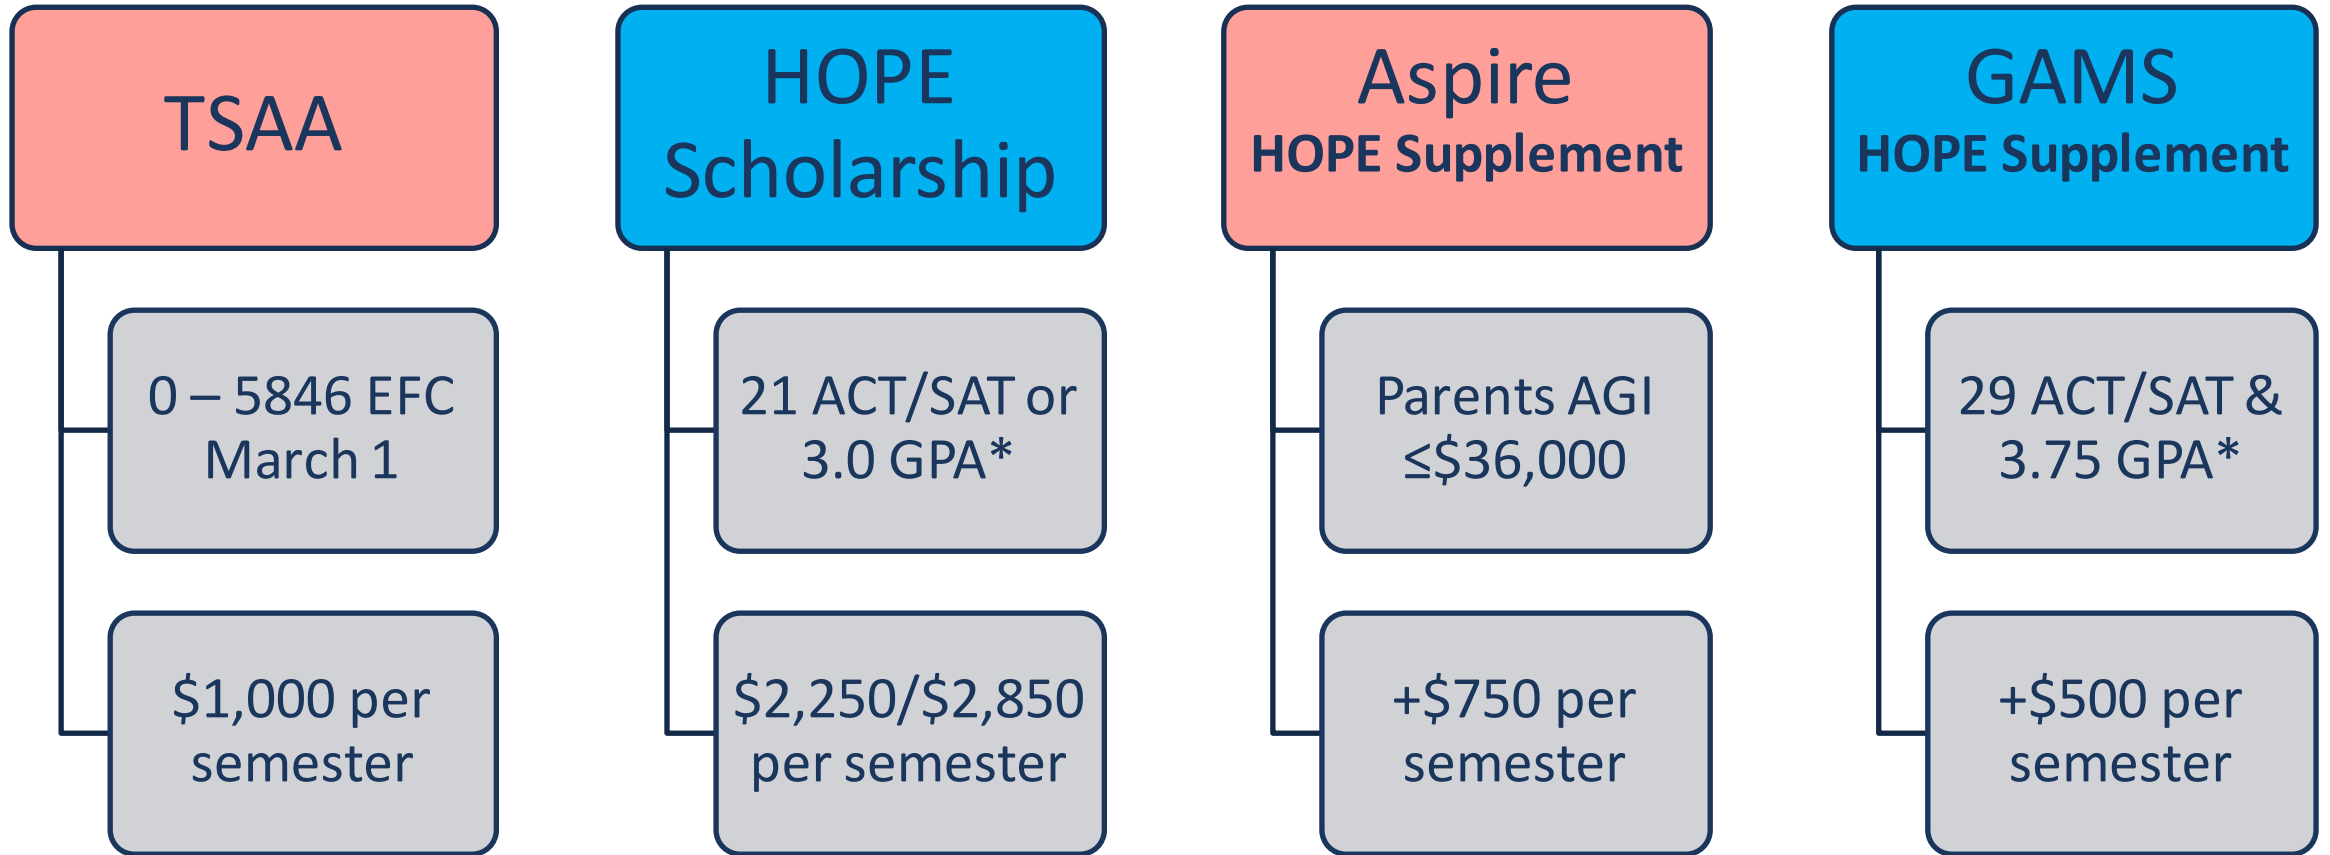 TSAA
0 – 5846 EFC
March 1
$1,000 per
semester
HOPE
Scholarship
21 ACT/SAT or
3.0 GPA*
$2,250/$2,850
per semester
Aspire
HOPE Supplement
Parents AGI
≤$36,000
+$750 per
semester
GAMS
HOPE Supplement
29 ACT/SAT &
3.75 GPA*
+$500 per
semester